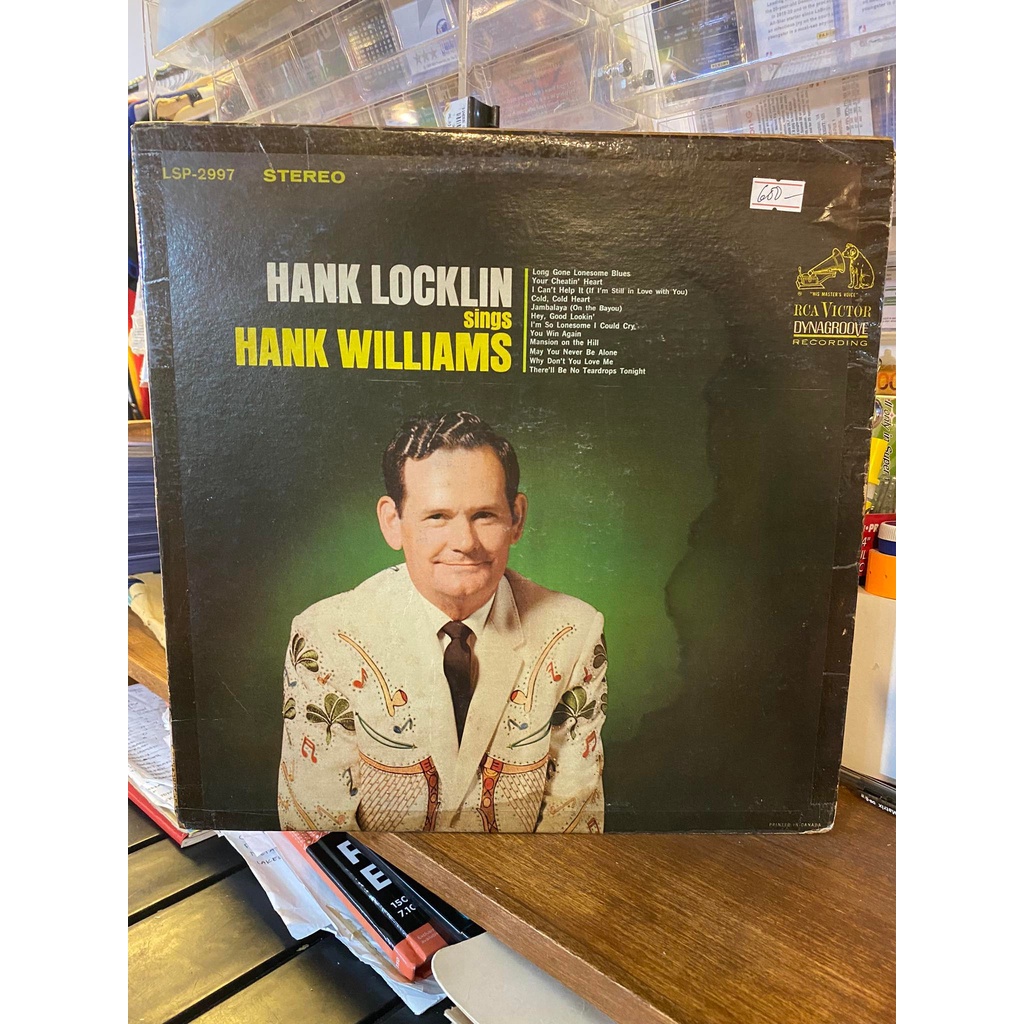 LSP-2997 STEREO
600-
HANK LOCKLIN
sings
HANK WILLIAMS
Long Gone Lonesome Blues
Your Cheatin' Heart
I Can't Help It (If I'm Still in Love with You)
Cold, Cold Heart
Jambalaya (On the Bayou)
Hey, Good Lookin'
I'm So Lonesome I Could Cry
You Win Again
Mansion on the Hill
May You Never Be Alone
Why Don't You Love Me
There'll Be No Teardrops Tonight
"HIS MASTER'S VOICE"
RCA VICTOR
DYNAGROOVE
RECORDING
PRINTED IN CANADA
15C
7.1C